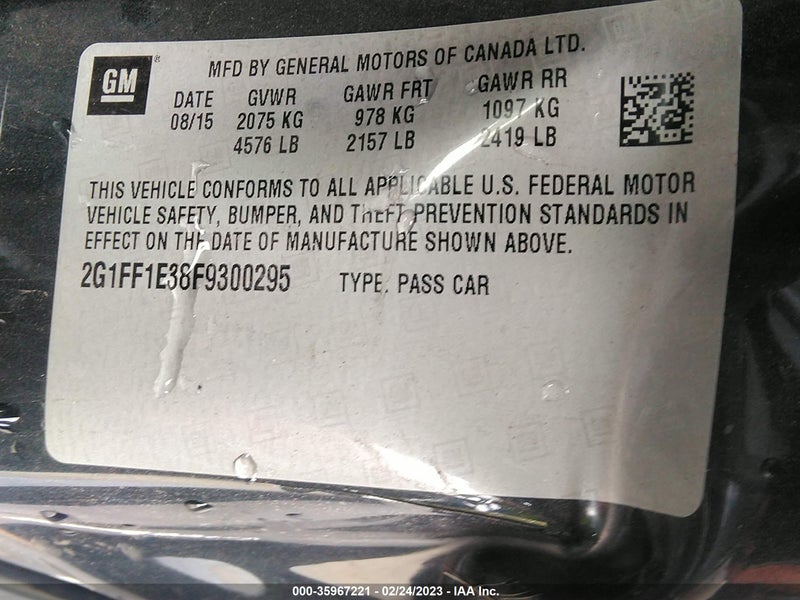 GM
®
MFD BY GENERAL MOTORS OF CANADA LTD.
DATE GVWR GAWR FRT GAWR RR
08/15 2075 KG 978 KG 1097 KG
4576 LB 2157 LB 2419 LB
THIS VEHICLE CONFORMS TO ALL APPLICABLE U.S. FEDERAL MOTOR
VEHICLE SAFETY, BUMPER, AND THEFT PREVENTION STANDARDS IN
EFFECT ON THE DATE OF MANUFACTURE SHOWN ABOVE.
2G1FF1E38F9300295 TYPE. PASS CAR
000-35967221 - 02/24/2023 - IAA Inc.